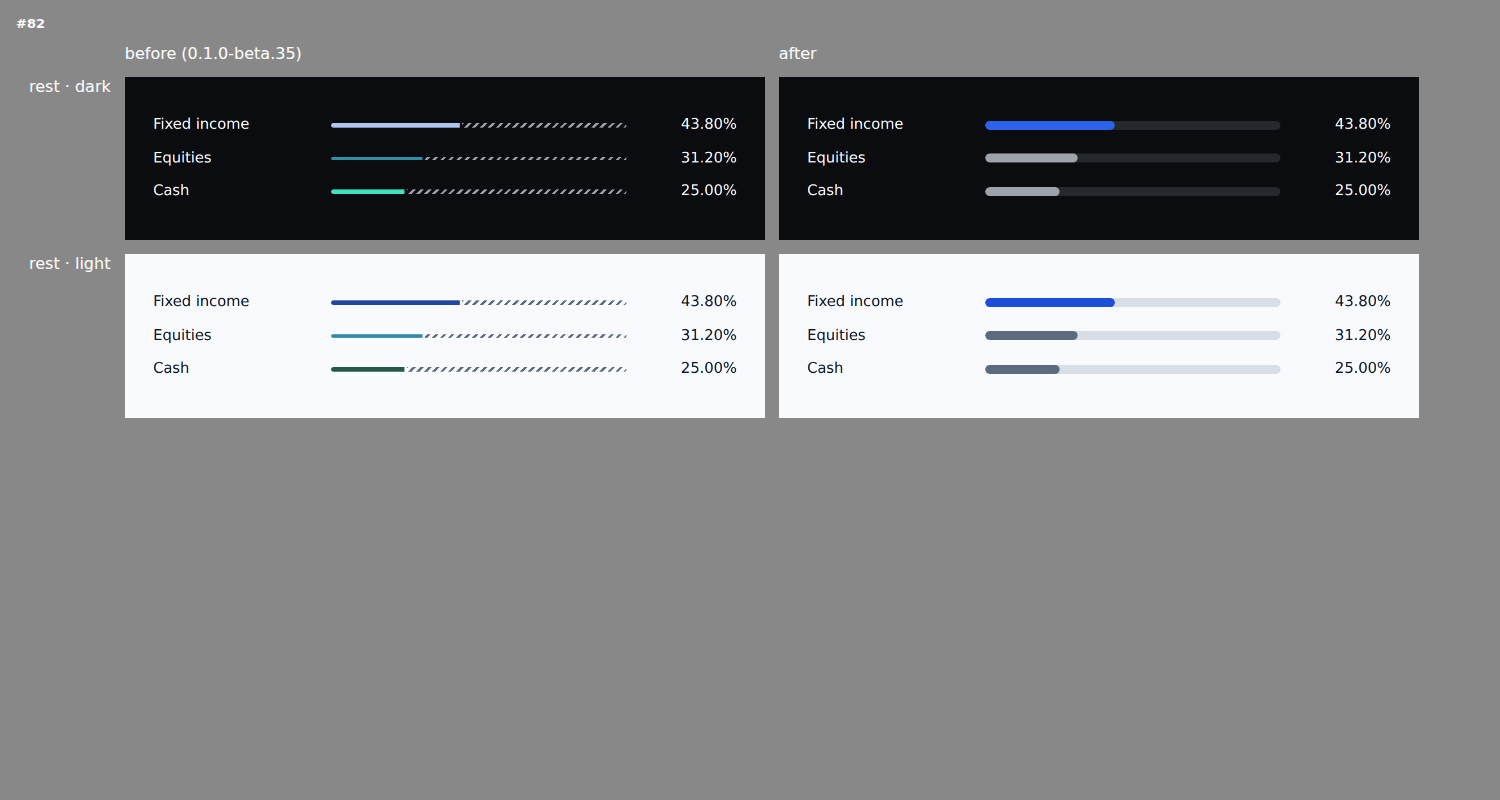 #82
before (0.1.0-beta.35) after
rest · dark
Fixed income 43.80% Fixed income 43.80%
Equities 31.20% Equities 31.20%
Cash 25.00% Cash 25.00%
rest · light
Fixed income 43.80% Fixed income 43.80%
Equities 31.20% Equities 31.20%
Cash 25.00% Cash 25.00%